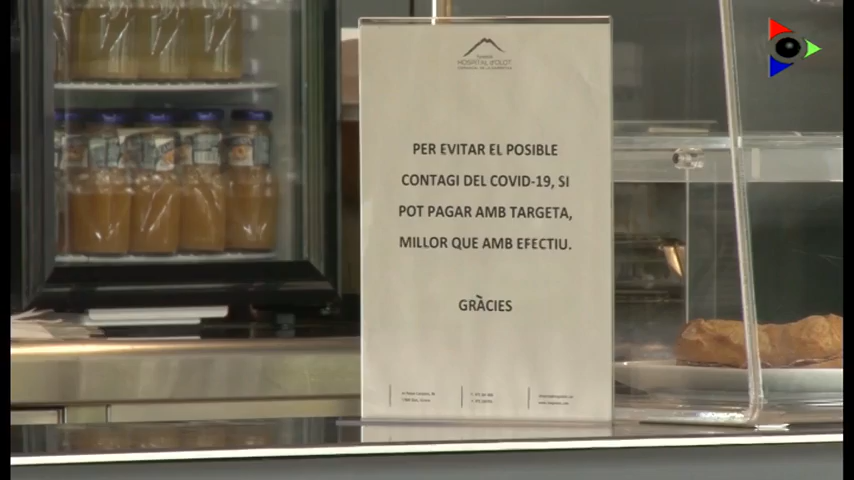 HOSPITAL d'OLOT
PER EVITAR EL POSIBLE
CONTAGI DEL COVID-19, SI
POT PAGAR AMB TARGETA,
MILLOR QUE AMB EFECTIU.
GRÀCIES